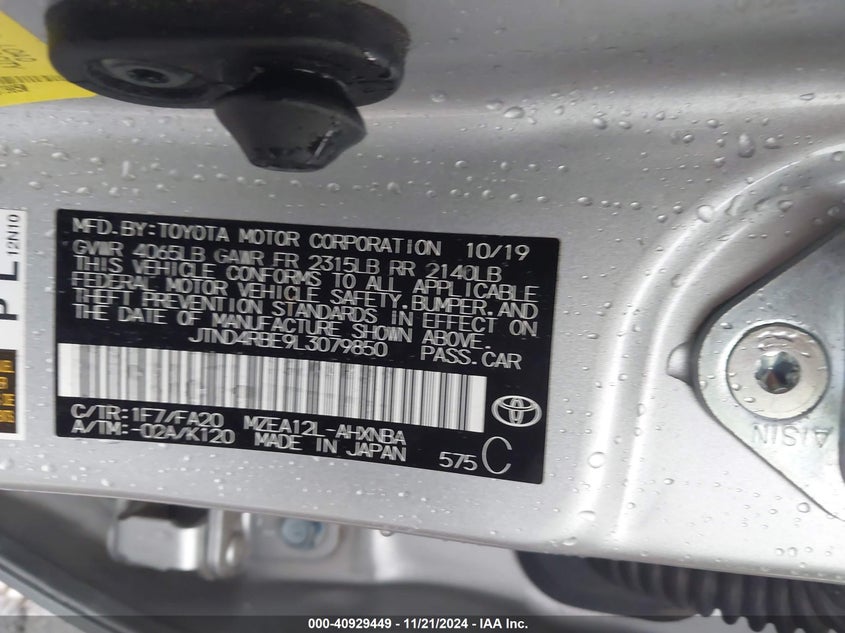 MFD. BY: TOYOTA MOTOR CORPORATION 10/19
GVWR 4065LB GAWR FR 2315LB RR 2140LB
THIS VEHICLE CONFORMS TO ALL APPLICABLE
FEDERAL MOTOR VEHICLE SAFETY, BUMPER, AND
THEFT PREVENTION STANDARDS IN EFFECT ON
THE DATE OF MANUFACTURE SHOWN ABOVE.
JTND4RBE9L3079850 PASS. CAR
C/TR: 1F7/FA20 MZEA12L-AHXNBA
A/TM: -02A/K120 MADE IN JAPAN
575 C
PL
12N10
AISIN
000-40929449 - 11/21/2024 - IAA Inc.